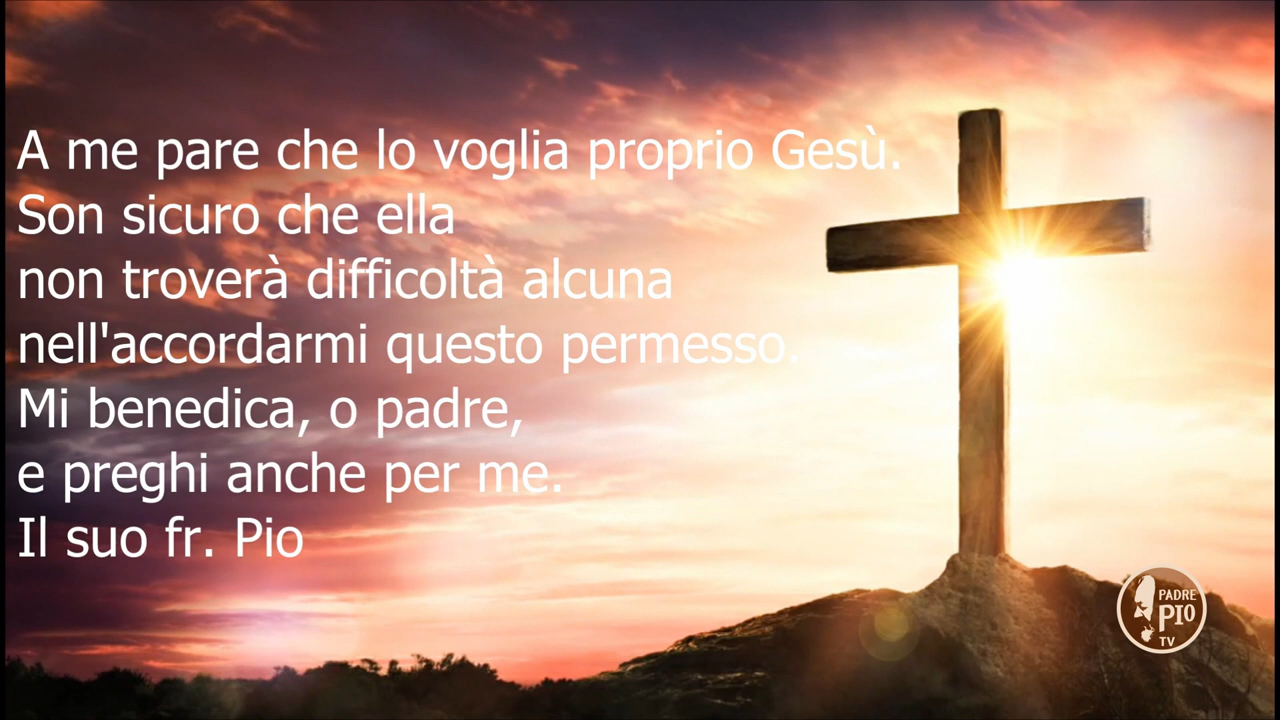 A me pare che lo voglia proprio Gesù.
Son sicuro che ella
non troverà difficoltà alcuna
nell'accordarmi questo permesso.
Mi benedica, o padre,
e preghi anche per me.
Il suo fr. Pio
PADRE
PIO
TV